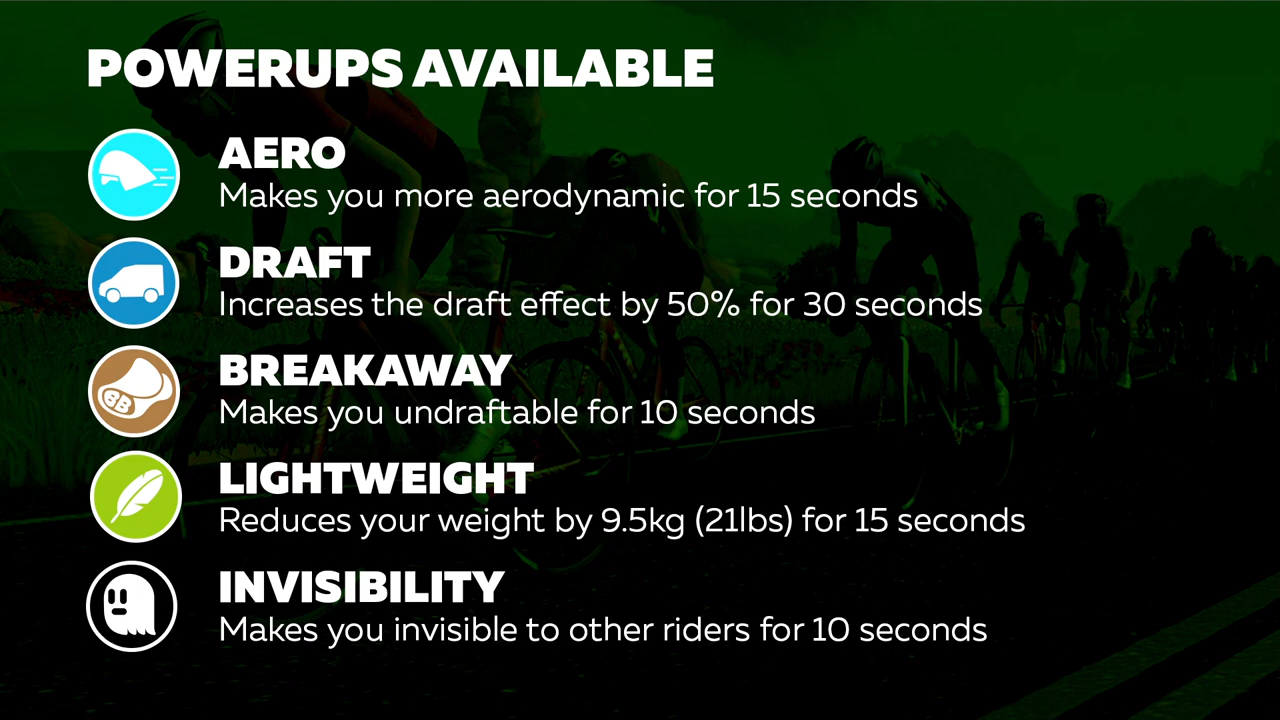 POWERUPS AVAILABLE
AERO
Makes you more aerodynamic for 15 seconds
DRAFT
Increases the draft effect by 50% for 30 seconds
BB
BREAKAWAY
Makes you undraftable for 10 seconds
LIGHTWEIGHT
Reduces your weight by 9.5kg (21lbs) for 15 seconds
INVISIBILITY
Makes you invisible to other riders for 10 seconds